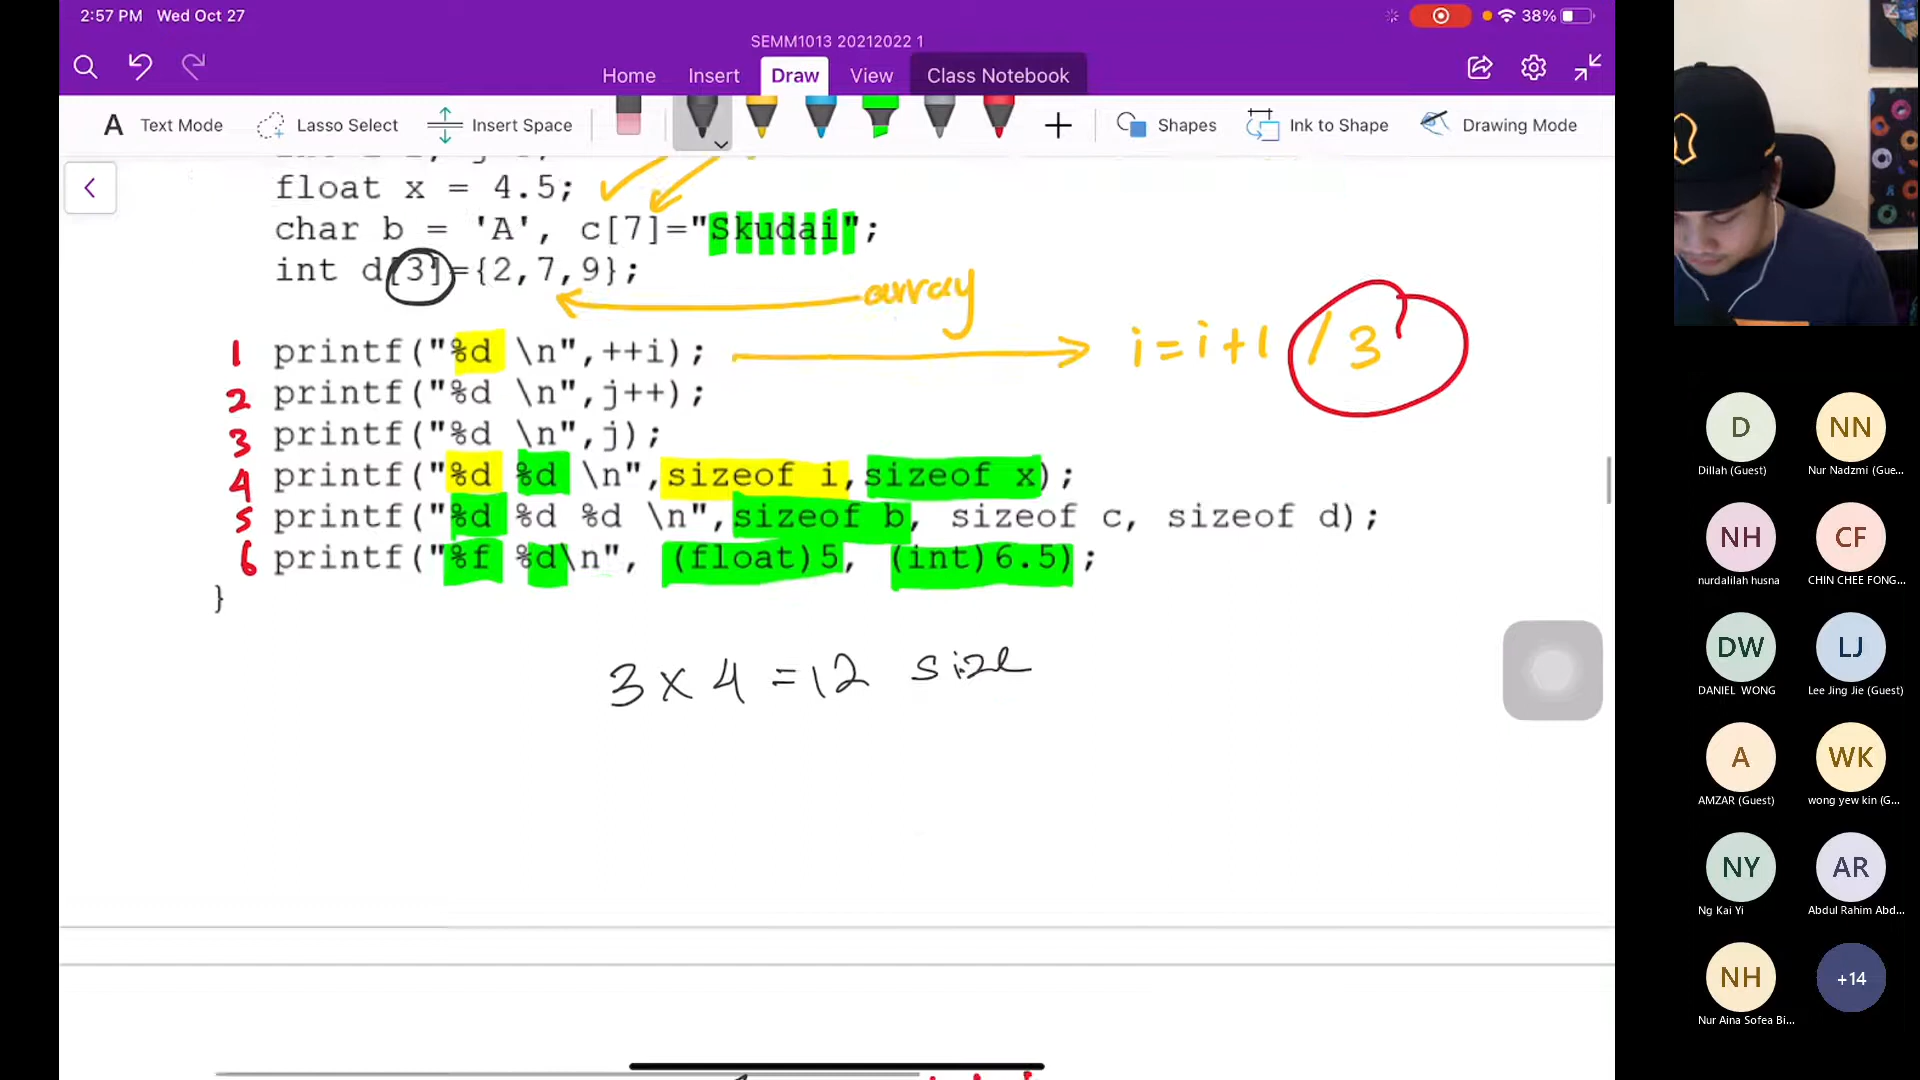 2:57 PM Wed Oct 27
38%
SEMM1013 20212022 1
Home Insert Draw View Class Notebook
A Text Mode Lasso Select Insert Space Shapes Ink to Shape Drawing Mode
float x = 4.5;
char b = 'A', c[7]="Skudai";
int d[3]={2,7,9};
array
1 printf("%d \n",++i);
i=i+1 / 3
2 printf("%d \n",j++);
3 printf("%d \n",j);
4 printf("%d %d \n",sizeof i,sizeof x);
5 printf("%d %d %d \n",sizeof b, sizeof c, sizeof d);
6 printf("%f %d\n", (float)5, (int)6.5);
}
3 x 4 = 12 size
D NN
Dillah (Guest) Nur Nadzmi (Gue...
NH CF
nurdalilah husna CHIN CHEE FONG...
DW LJ
DANIEL WONG Lee Jing Jie (Guest)
A WK
AMZAR (Guest) wong yew kin (G...
NY AR
Ng Kai Yi Abdul Rahim Abd...
NH +14
Nur Aina Sofea Bi...